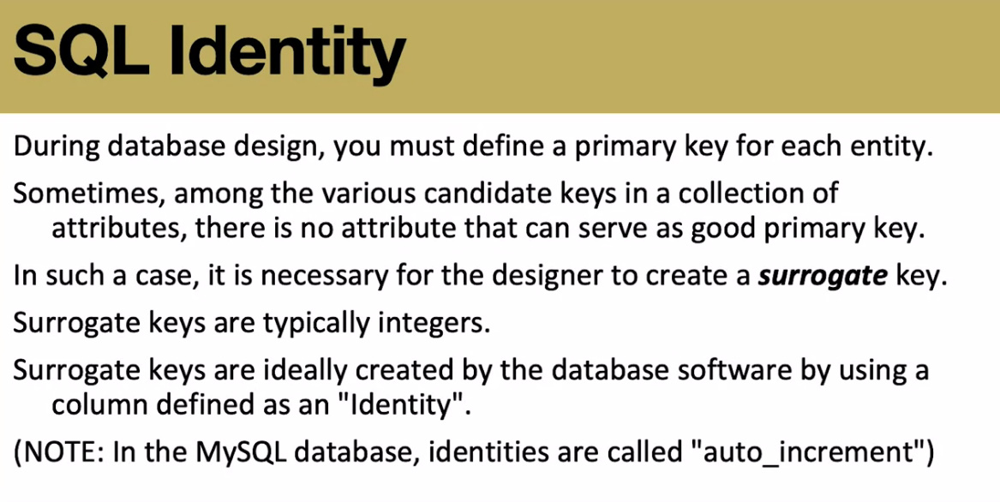 SQL Identity
During database design, you must define a primary key for each entity.
Sometimes, among the various candidate keys in a collection of
attributes, there is no attribute that can serve as good primary key.
In such a case, it is necessary for the designer to create a surrogate key.
Surrogate keys are typically integers.
Surrogate keys are ideally created by the database software by using a
column defined as an "Identity".
(NOTE: In the MySQL database, identities are called "auto_increment")